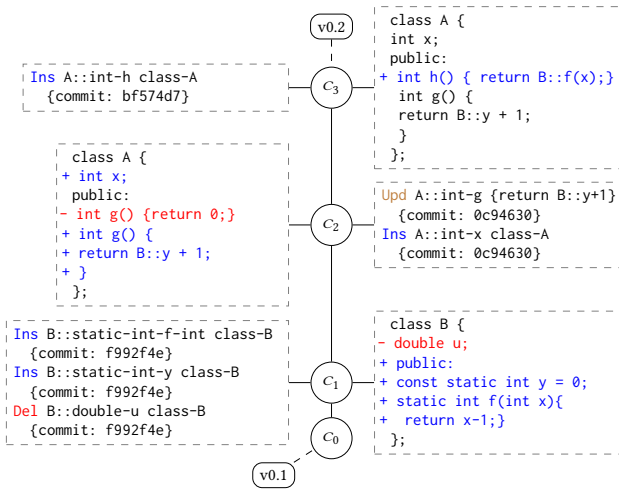 v0.2
Ins A::int-h class-A
{commit: bf574d7}
C3
class A {
int x;
public:
+ int h() { return B::f(x);}
int g() {
return B::y + 1;
}
};
class A {
+ int x;
public:
- int g() {return 0;}
+ int g() {
+ return B::y + 1;
+ }
};
C2
Upd A::int-g {return B::y+1}
{commit: 0c94630}
Ins A::int-x class-A
{commit: 0c94630}
Ins B::static-int-f-int class-B
{commit: f992f4e}
Ins B::static-int-y class-B
{commit: f992f4e}
Del B::double-u class-B
{commit: f992f4e}
C1
class B {
- double u;
+ public:
+ const static int y = 0;
+ static int f(int x){
+ return x-1;}
};
C0
v0.1